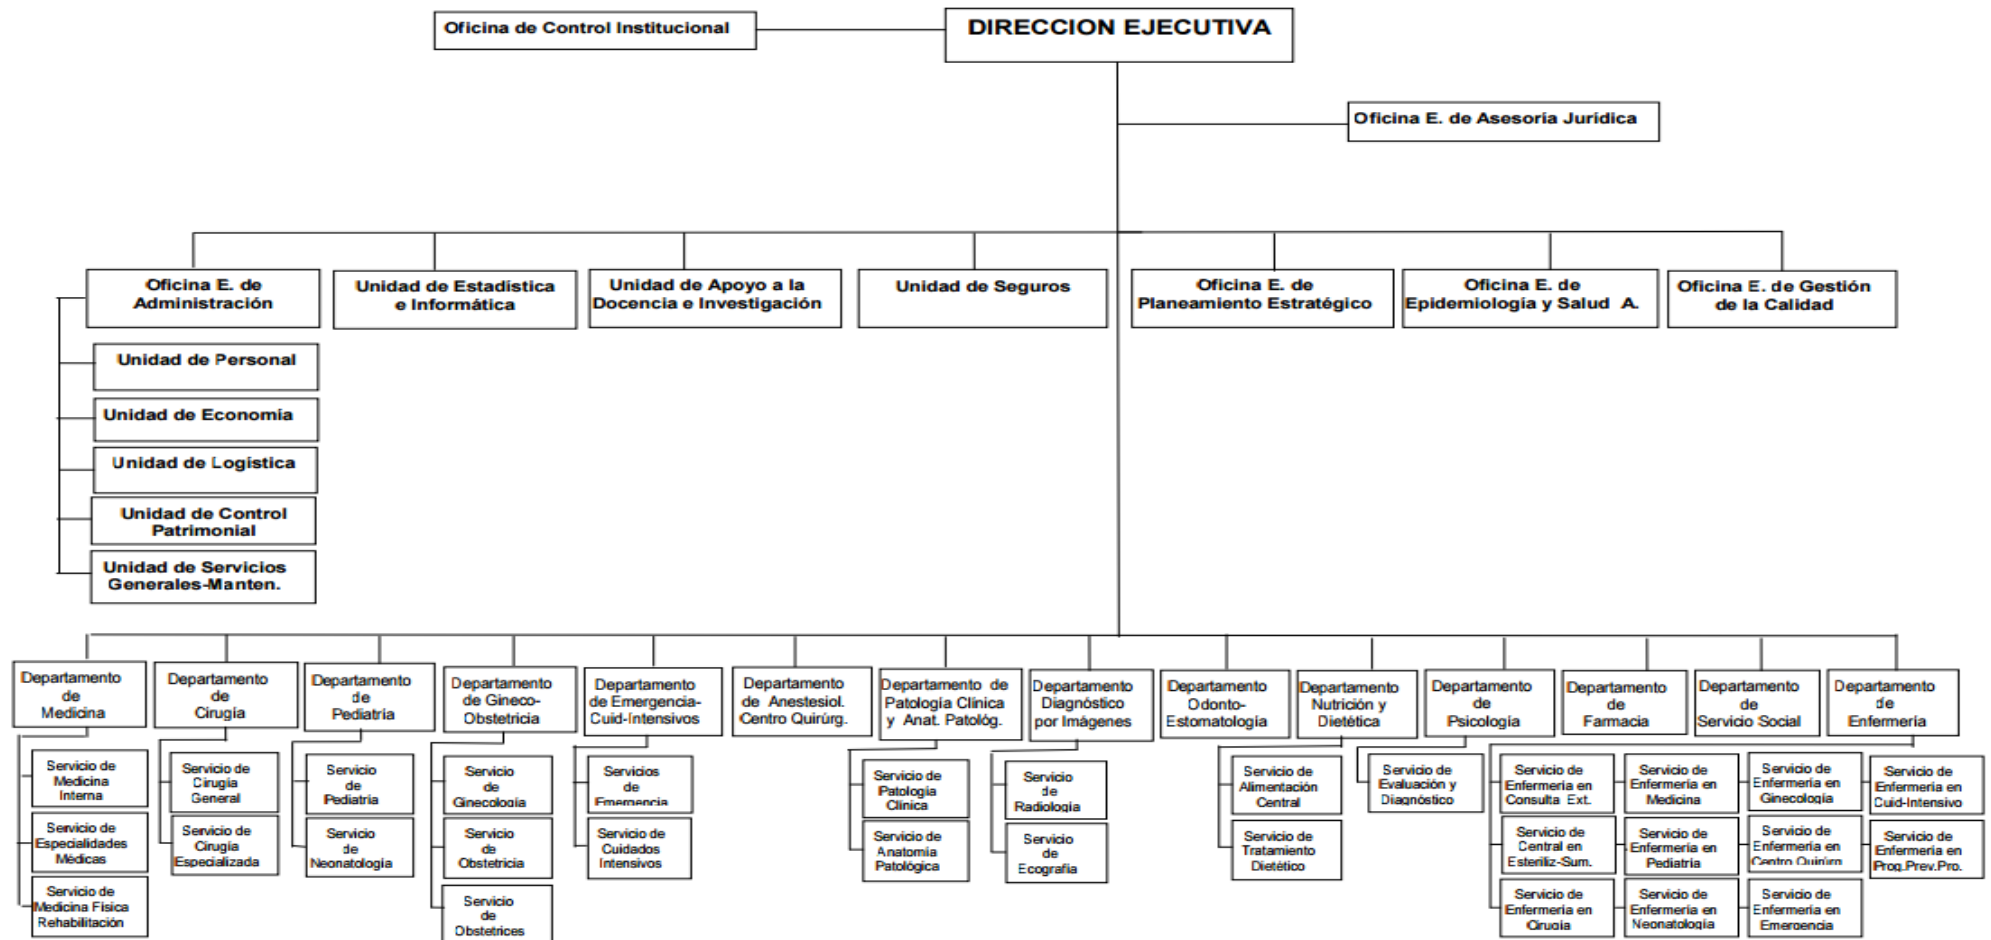 Oficina de Control Institucional
DIRECCION EJECUTIVA
Oficina E. de Asesoría Jurídica
Oficina E. de
Administración
Unidad de Estadística
e Informática
Unidad de Apoyo a la
Docencia e Investigación
Unidad de Seguros
Oficina E. de
Planeamiento Estratégico
Oficina E. de
Epidemiología y Salud A.
Oficina E. de Gestión
de la Calidad
Unidad de Personal
Unidad de Economía
Unidad de Logística
Unidad de Control
Patrimonial
Unidad de Servicios
Generales-Manten.
Departamento
de
Medicina
Departamento
de
Cirugía
Departamento
de
Pediatría
Departamento
de Gineco-
Obstetricia
Departamento
de Emergencia-
Cuid-Intensivos
Departamento
de Anestesiol.
Centro Quirúrg.
Departamento de
Patología Clínica
y Anat. Patológ.
Departamento
Diagnóstico
por Imágenes
Departamento
Odonto-
Estomatología
Departamento
Nutrición y
Dietética
Departamento
de
Psicología
Departamento
de
Farmacia
Departamento
de
Servicio Social
Departamento
de
Enfermería
Servicio de
Medicina
Interna
Servicio de
Especialidades
Médicas
Servicio de
Medicina Física
Rehabilitación
Servicio de
Cirugía
General
Servicio de
Cirugía
Especializada
Servicio
de
Pediatría
Servicio
de
Neonatología
Servicio
de
Ginecología
Servicio
de
Obstetricia
Servicio
de
Obstetrices
Servicios
de
Emergencia
Servicio de
Cuidados
Intensivos
Servicio de
Patología
Clínica
Servicio de
Anatomía
Patológica
Servicio
de
Radiología
Servicio
de
Ecografía
Servicio de
Alimentación
Central
Servicio de
Tratamiento
Dietético
Servicio de
Evaluación y
Diagnóstico
Servicio de
Enfermería en
Consulta Ext.
Servicio de
Central en
Esteriliz-Sum.
Servicio de
Enfermería en
Cirugía
Servicio de
Enfermería en
Medicina
Servicio de
Enfermería en
Pediatría
Servicio de
Enfermería en
Neonatología
Servicio de
Enfermería en
Ginecología
Servicio de
Enfermería en
Centro Quirúrg.
Servicio de
Enfermería en
Emergencia
Servicio de
Enfermería en
Cuid-Intensivo
Servicio de
Enfermería en
Prog.Prev.Pro.